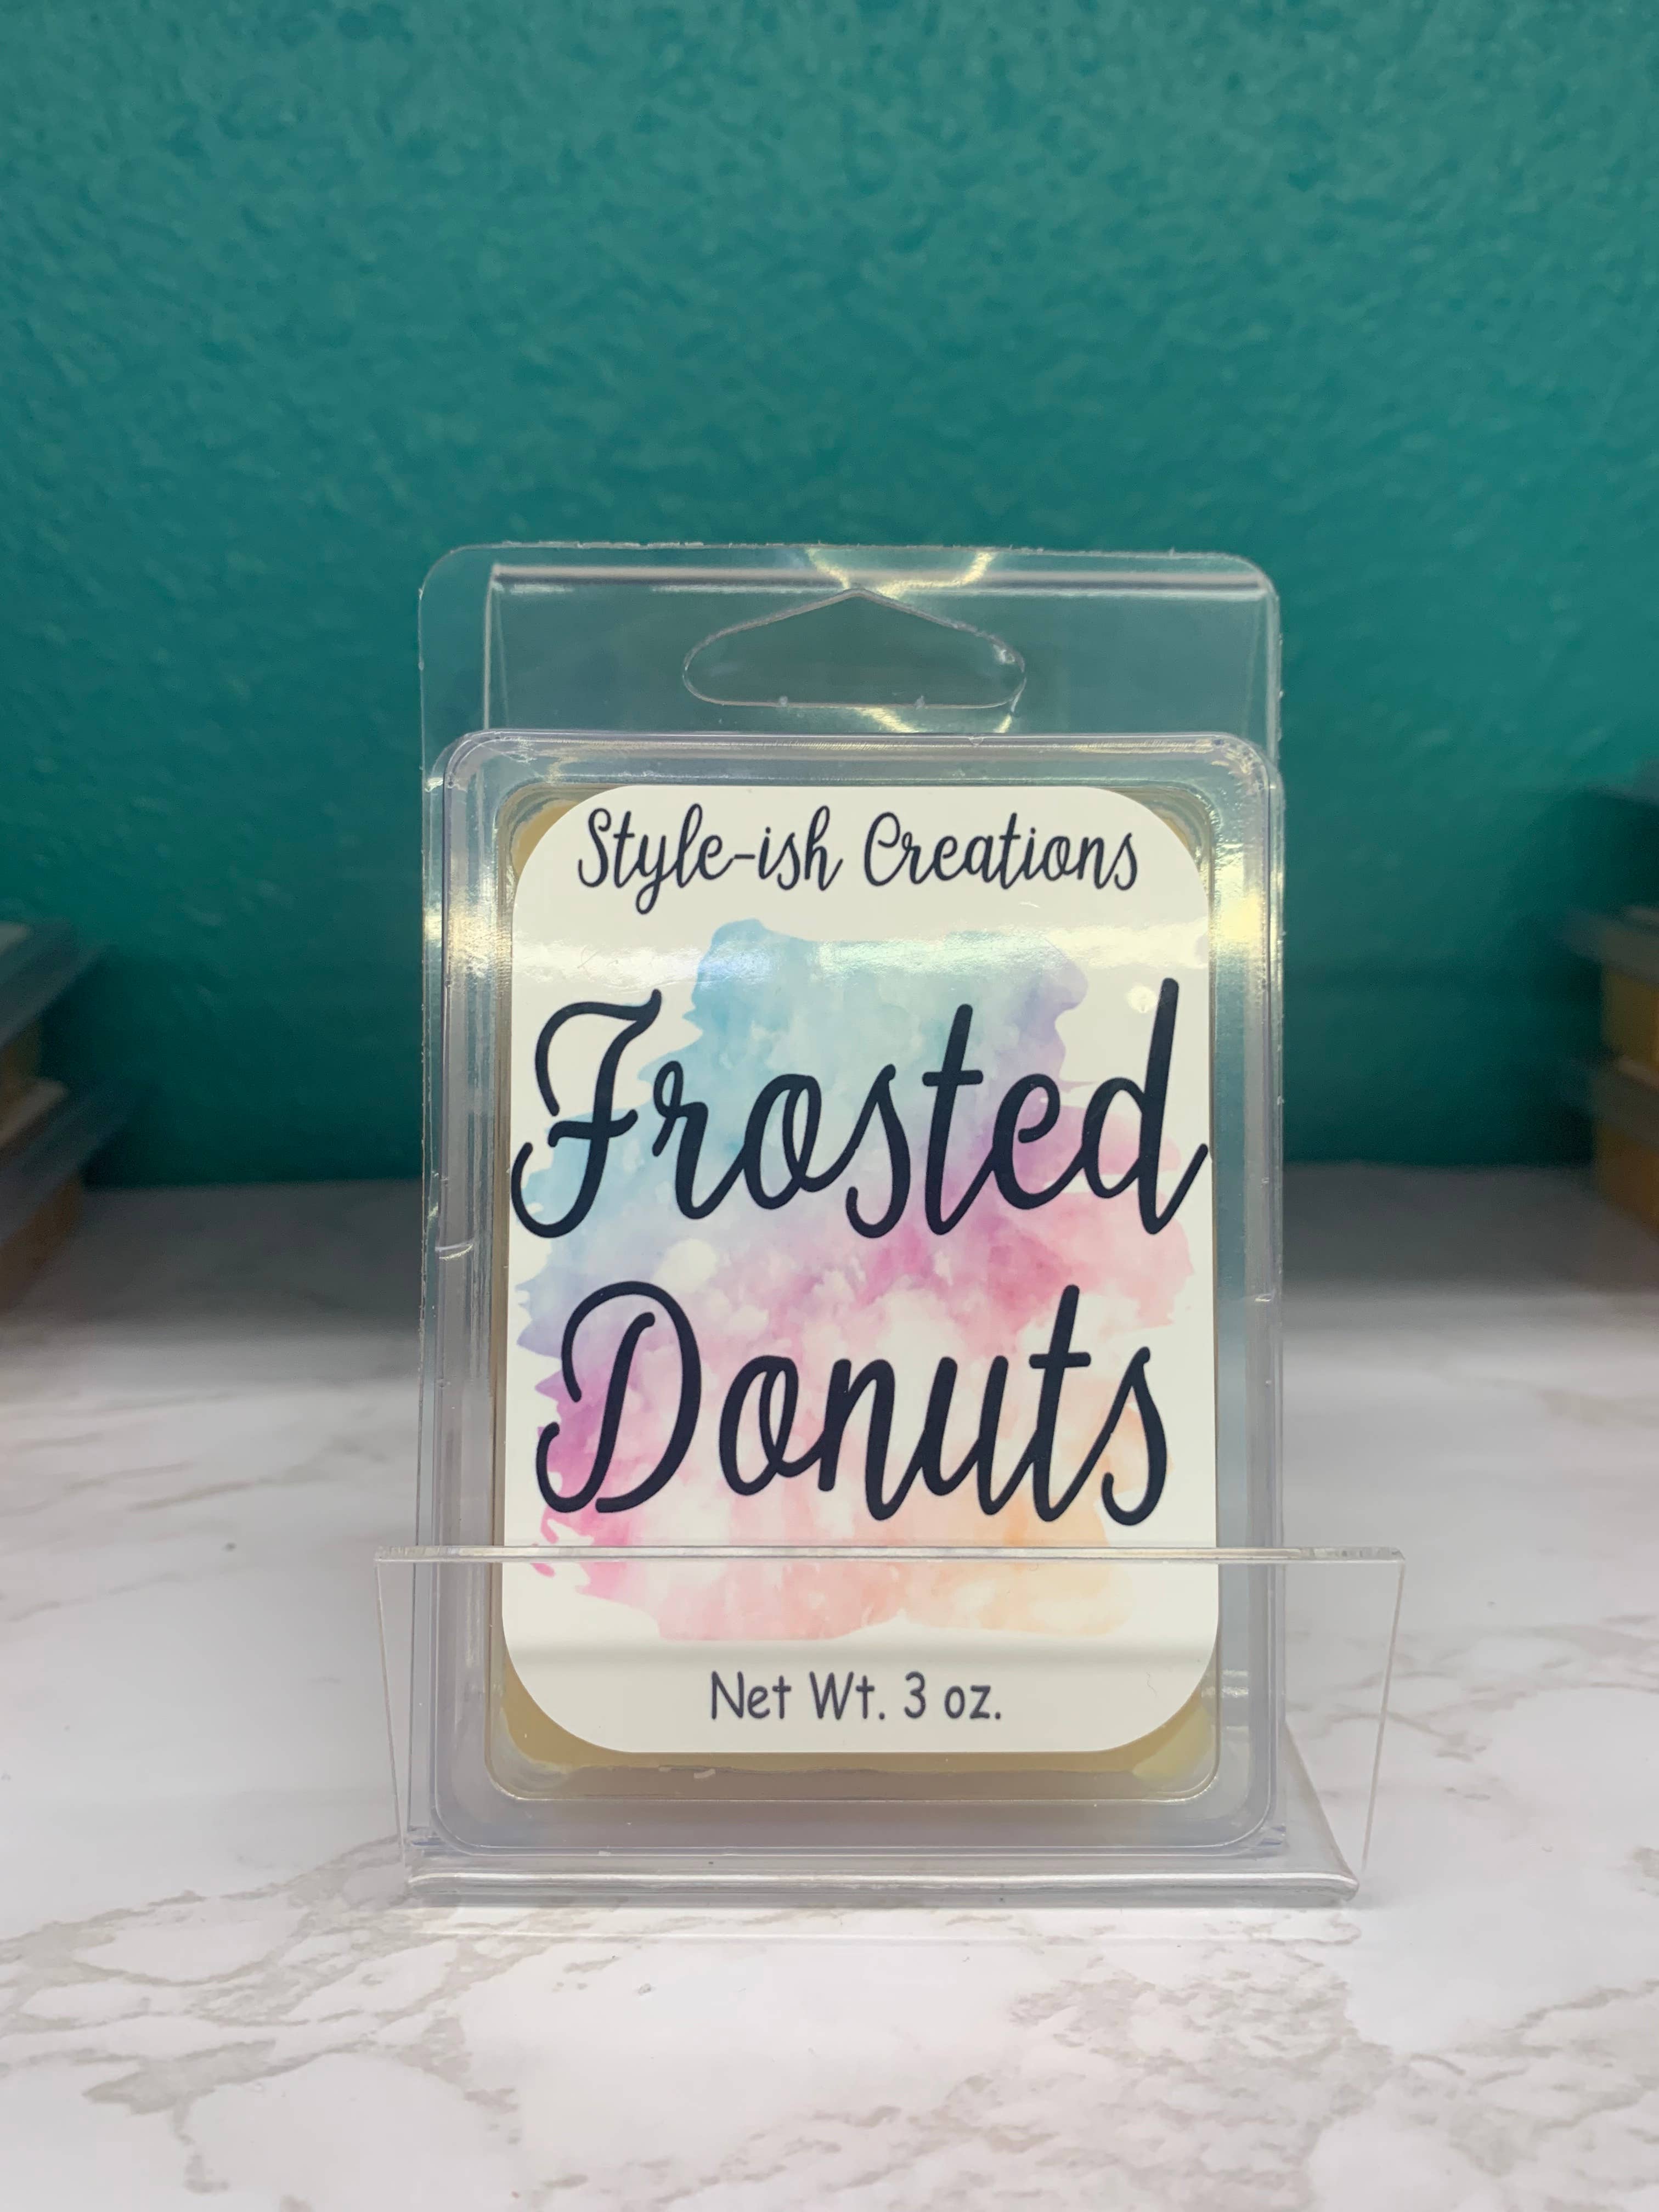 Style-ish Creations
Frosted
Donuts
Net Wt. 3 oz.